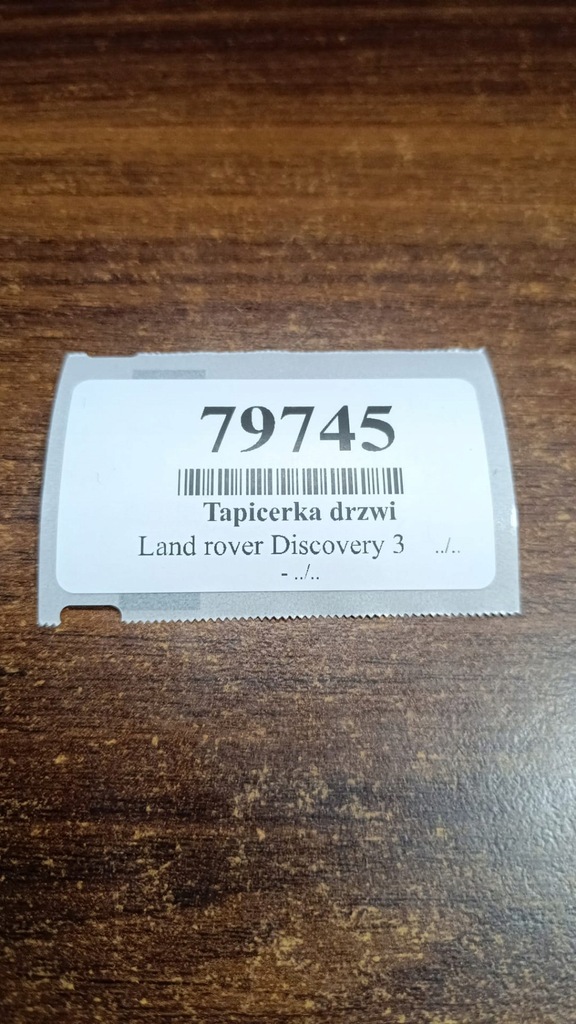 79745
Tapicerka drzwi
Land rover Discovery 3 ../..
- ../..